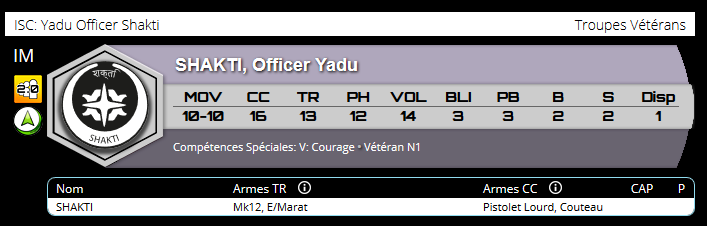 ISC: Yadu Officer Shakti Troupes Vétérans
IM
2:0
शक्ती
SHAKTI
SHAKTI, Officer Yadu
MOV CC TR PH VOL BLI PB B S Disp
10-10 16 13 12 14 3 3 2 2 1
Compétences Spéciales: V: Courage • Vétéran N1
Nom Armes TR Armes CC CAP P
SHAKTI Mk12, E/Marat Pistolet Lourd, Couteau